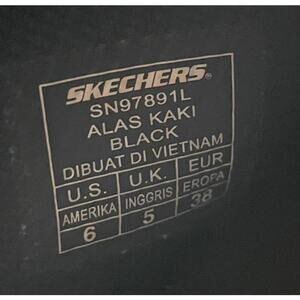 SKECHERS
SN97891L
ALAS KAKI
BLACK
DIBUAT DI VIETNAM
U.S. U.K. EUR
AMERIKA INGGRIS EROPA
6 5 38